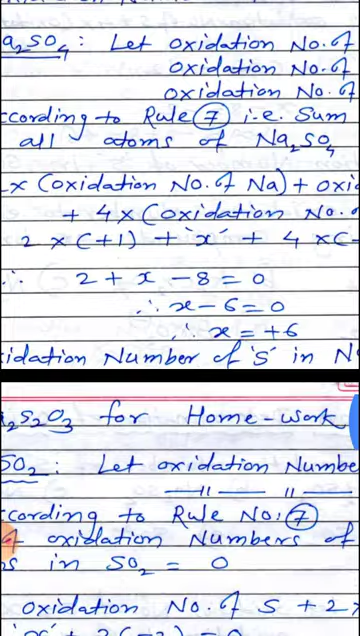 a₂SO₄ : Let Oxidation No. of
oxidation No. of
oxidation No. of
ccording to Rule ⑦ i.e. Sum
all atoms of Na₂SO₄
x (oxidation No. of Na) + oxi
+ 4 x (oxidation No. o
2 x (+1) + 'x' + 4 x (-
∴ 2 + x - 8 = 0
∴ x - 6 = 0
∴ x = +6
idation Number of 'S' in N
a₂S₂O₃ for Home-work
SO₂ : Let oxidation Numbe
—〃— 〃—
cording to Rule No: ⑦
oxidation Numbers of
s in SO₂ = 0
oxidation No. of S + 2x